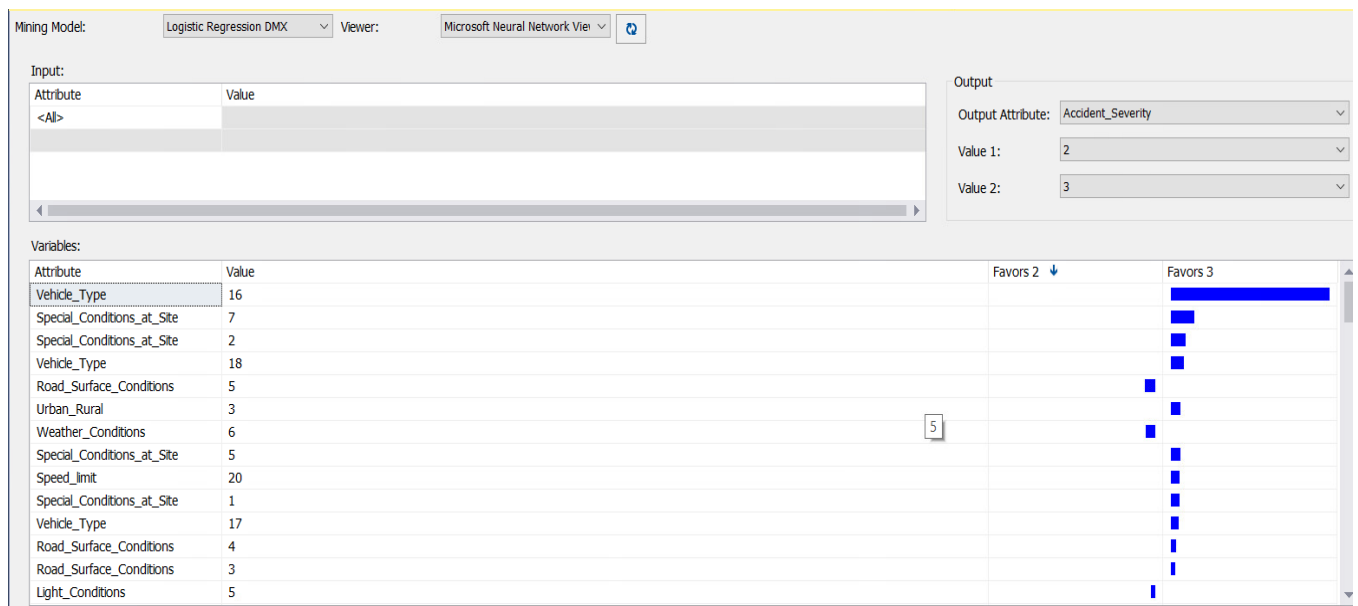 Mining Model: Logistic Regression DMX Viewer: Microsoft Neural Network Vie
Input:
Attribute Value
<All>
Output
Output Attribute: Accident_Severity
Value 1: 2
Value 2: 3
Variables:
Attribute Value Favors 2 Favors 3
Vehicle_Type 16
Special_Conditions_at_Site 7
Special_Conditions_at_Site 2
Vehicle_Type 18
Road_Surface_Conditions 5
Urban_Rural 3
Weather_Conditions 6
5
Special_Conditions_at_Site 5
Speed_limit 20
Special_Conditions_at_Site 1
Vehicle_Type 17
Road_Surface_Conditions 4
Road_Surface_Conditions 3
Light_Conditions 5